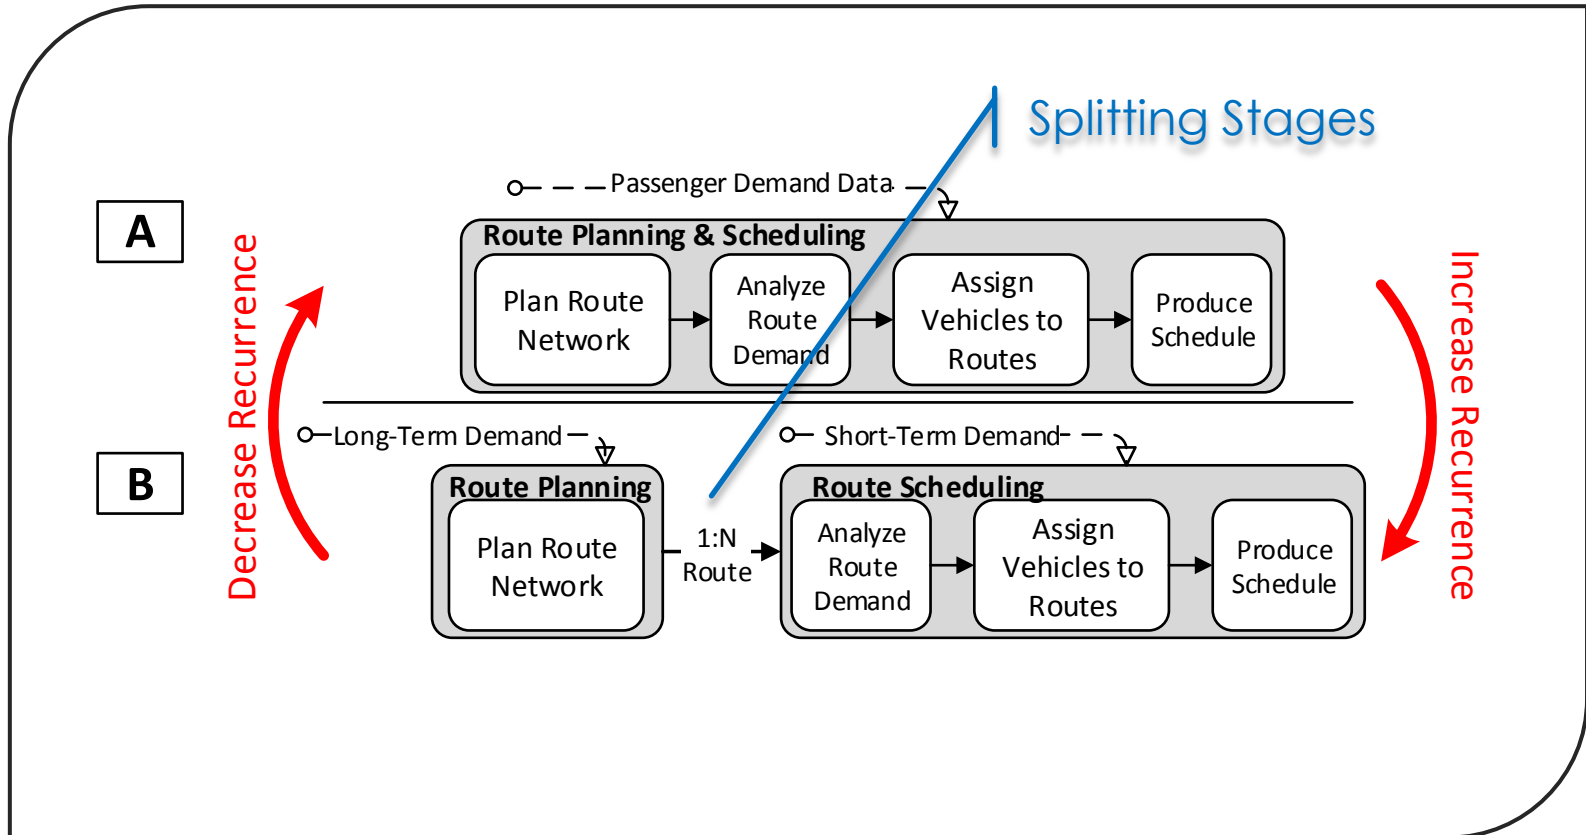 Splitting Stages
Passenger Demand Data
A
Route Planning & Scheduling
Plan Route
Network
Analyze
Route
Demand
Assign
Vehicles to
Routes
Produce
Schedule
Decrease Recurrence
Increase Recurrence
Long-Term Demand
Short-Term Demand
B
Route Planning
Plan Route
Network
1:N
Route
Route Scheduling
Analyze
Route
Demand
Assign
Vehicles to
Routes
Produce
Schedule